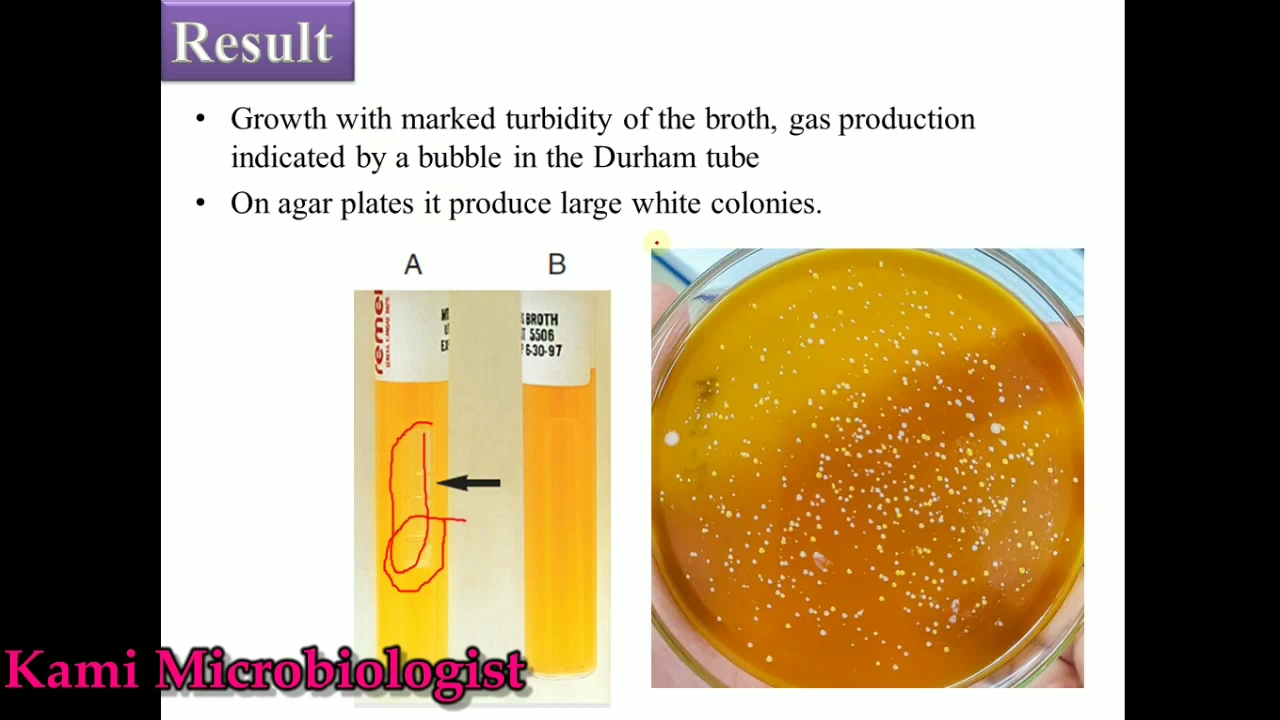 Result
• Growth with marked turbidity of the broth, gas production
indicated by a bubble in the Durham tube
• On agar plates it produce large white colonies.
A B
remel
BROTH
5506
6-30-97
Kami Microbiologist